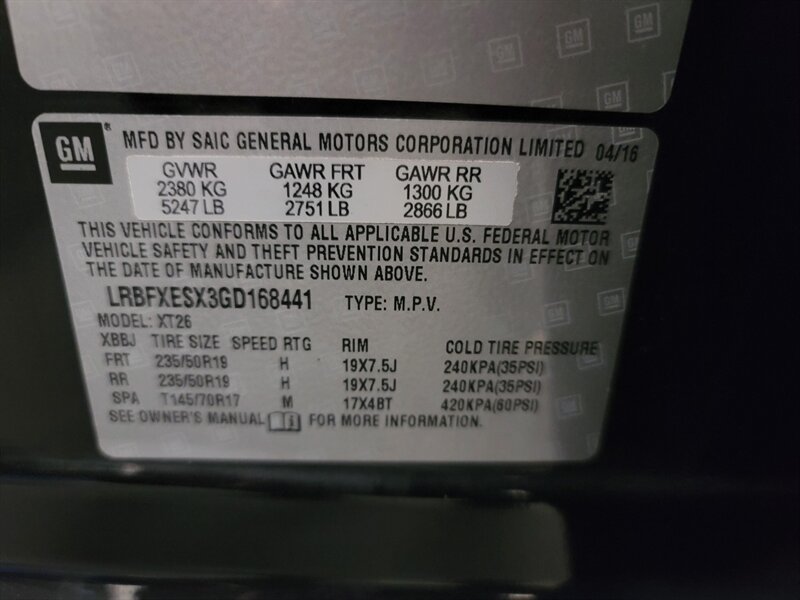 GM
MFD BY SAIC GENERAL MOTORS CORPORATION LIMITED 04/16
GVWR GAWR FRT GAWR RR
2380 KG 1248 KG 1300 KG
5247 LB 2751 LB 2866 LB
THIS VEHICLE CONFORMS TO ALL APPLICABLE U.S. FEDERAL MOTOR
VEHICLE SAFETY AND THEFT PREVENTION STANDARDS IN EFFECT ON
THE DATE OF MANUFACTURE SHOWN ABOVE.
LRBFXESX3GD168441 TYPE: M.P.V.
MODEL: XT26
XBBJ TIRE SIZE SPEED RTG RIM COLD TIRE PRESSURE
FRT 235/50R19 H 19X7.5J 240KPA(35PSI)
RR 235/50R19 H 19X7.5J 240KPA(35PSI)
SPA T145/70R17 M 17X4BT 420KPA(60PSI)
SEE OWNER'S MANUAL FOR MORE INFORMATION.